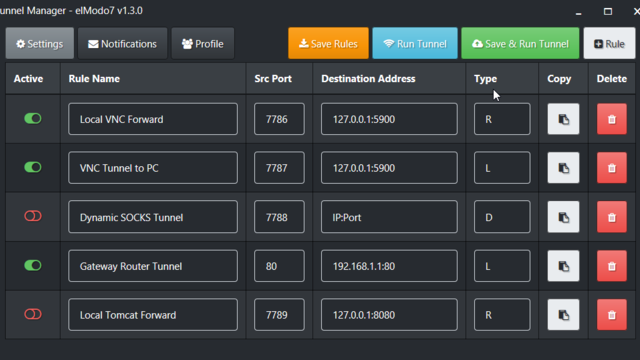 unnel Manager - elModo7 v1.3.0
Settings Notifications Profile Save Rules Run Tunnel Save & Run Tunnel Rule
Active Rule Name Src Port Destination Address Type Copy Delete
Local VNC Forward 7786 127.0.0.1:5900 R
VNC Tunnel to PC 7787 127.0.0.1:5900 L
Dynamic SOCKS Tunnel 7788 IP:Port D
Gateway Router Tunnel 80 192.168.1.1:80 L
Local Tomcat Forward 7789 127.0.0.1:8080 R